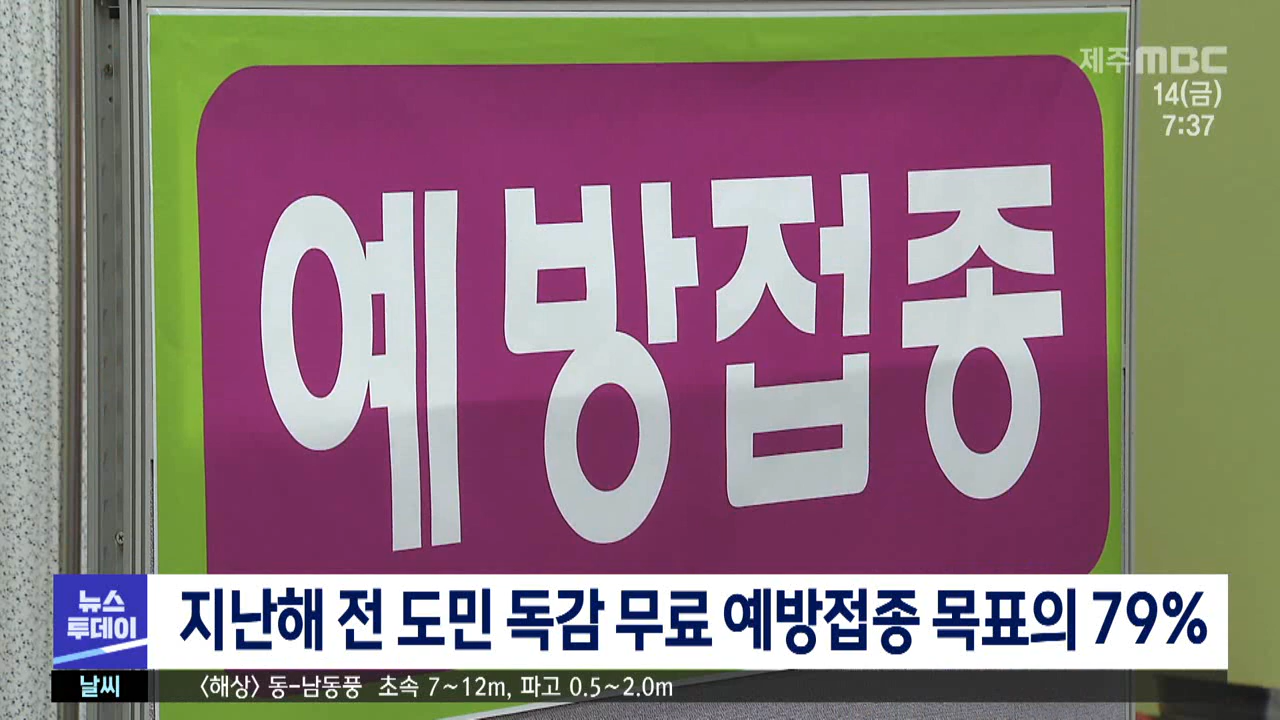 제주MBC
14(금)
7:37
예방접종
뉴스
투데이
지난해 전 도민 독감 무료 예방접종 목표의 79%
날씨
〈해상〉 동-남동풍 초속 7~12m, 파고 0.5~2.0m